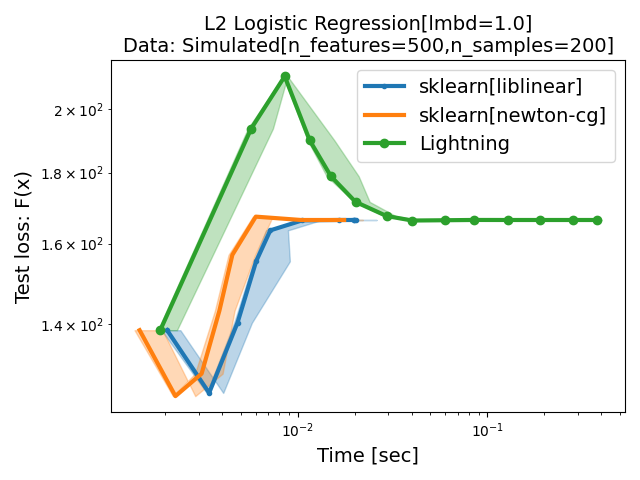 L2 Logistic Regression[lmbd=1.0]
Data: Simulated[n_features=500,n_samples=200]
sklearn[liblinear]
sklearn[newton-cg]
Lightning
Test loss: F(x)
2 × 10²
1.8 × 10²
1.6 × 10²
1.4 × 10²
10⁻²
10⁻¹
Time [sec]